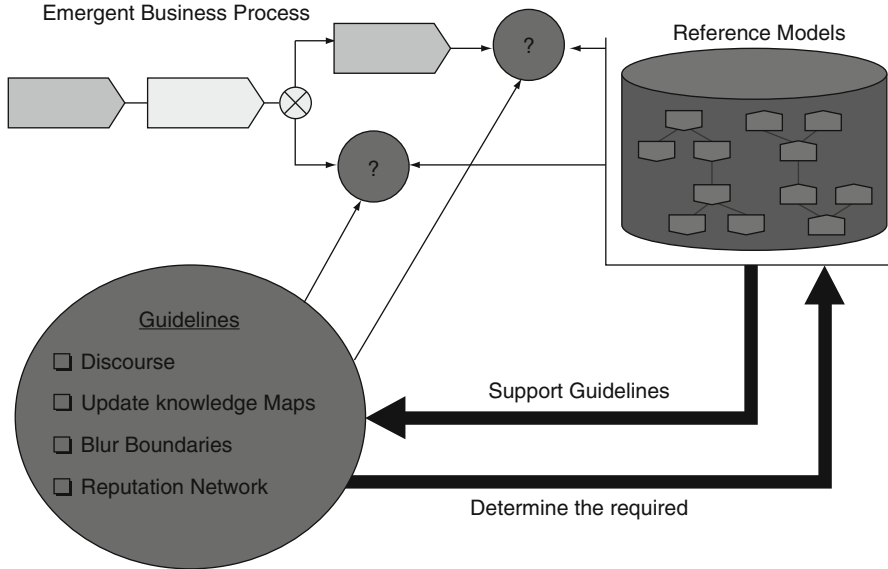 Emergent Business Process
?
Reference Models
?
Guidelines
Discourse
Update knowledge Maps
Blur Boundaries
Reputation Network
Support Guidelines
Determine the required